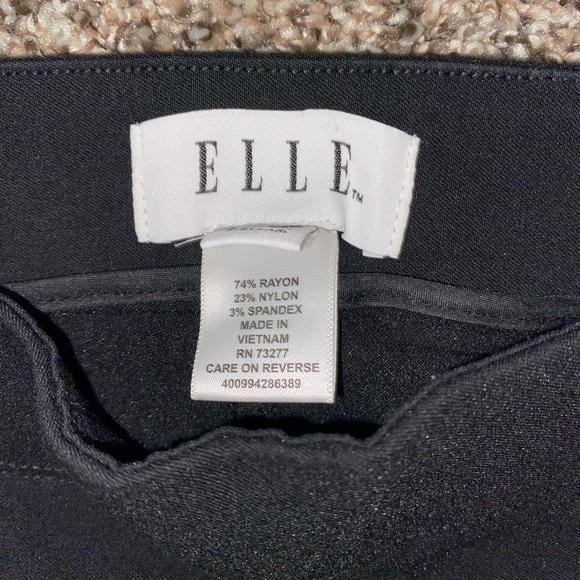 ELLE™
74% RAYON
23% NYLON
3% SPANDEX
MADE IN
VIETNAM
RN 73277
CARE ON REVERSE
400994286389